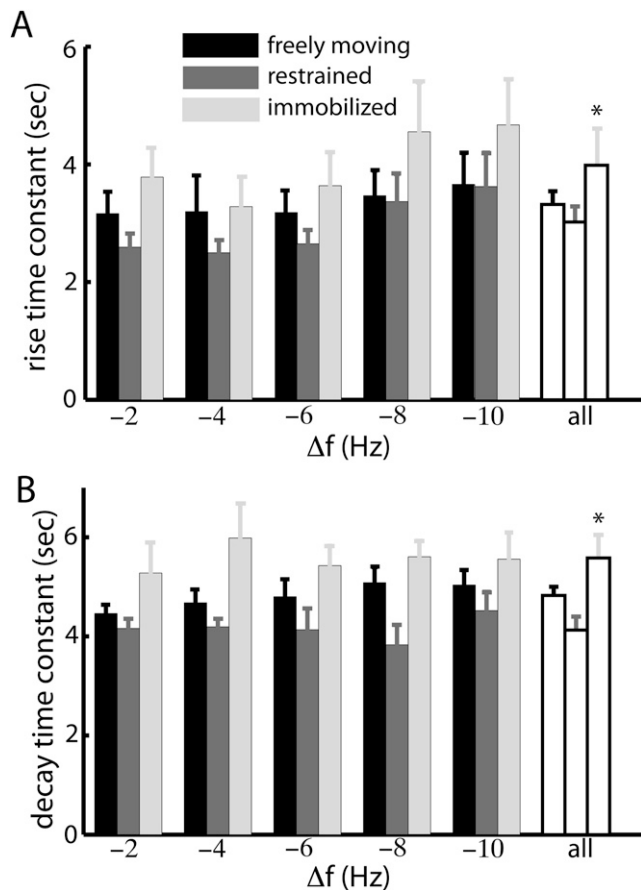 A
freely moving
restrained
immobilized
rise time constant (sec)
6
4
2
0
*
−2 −4 −6 −8 −10 all
Δf (Hz)
B
decay time constant (sec)
6
4
2
0
*
−2 −4 −6 −8 −10 all
Δf (Hz)